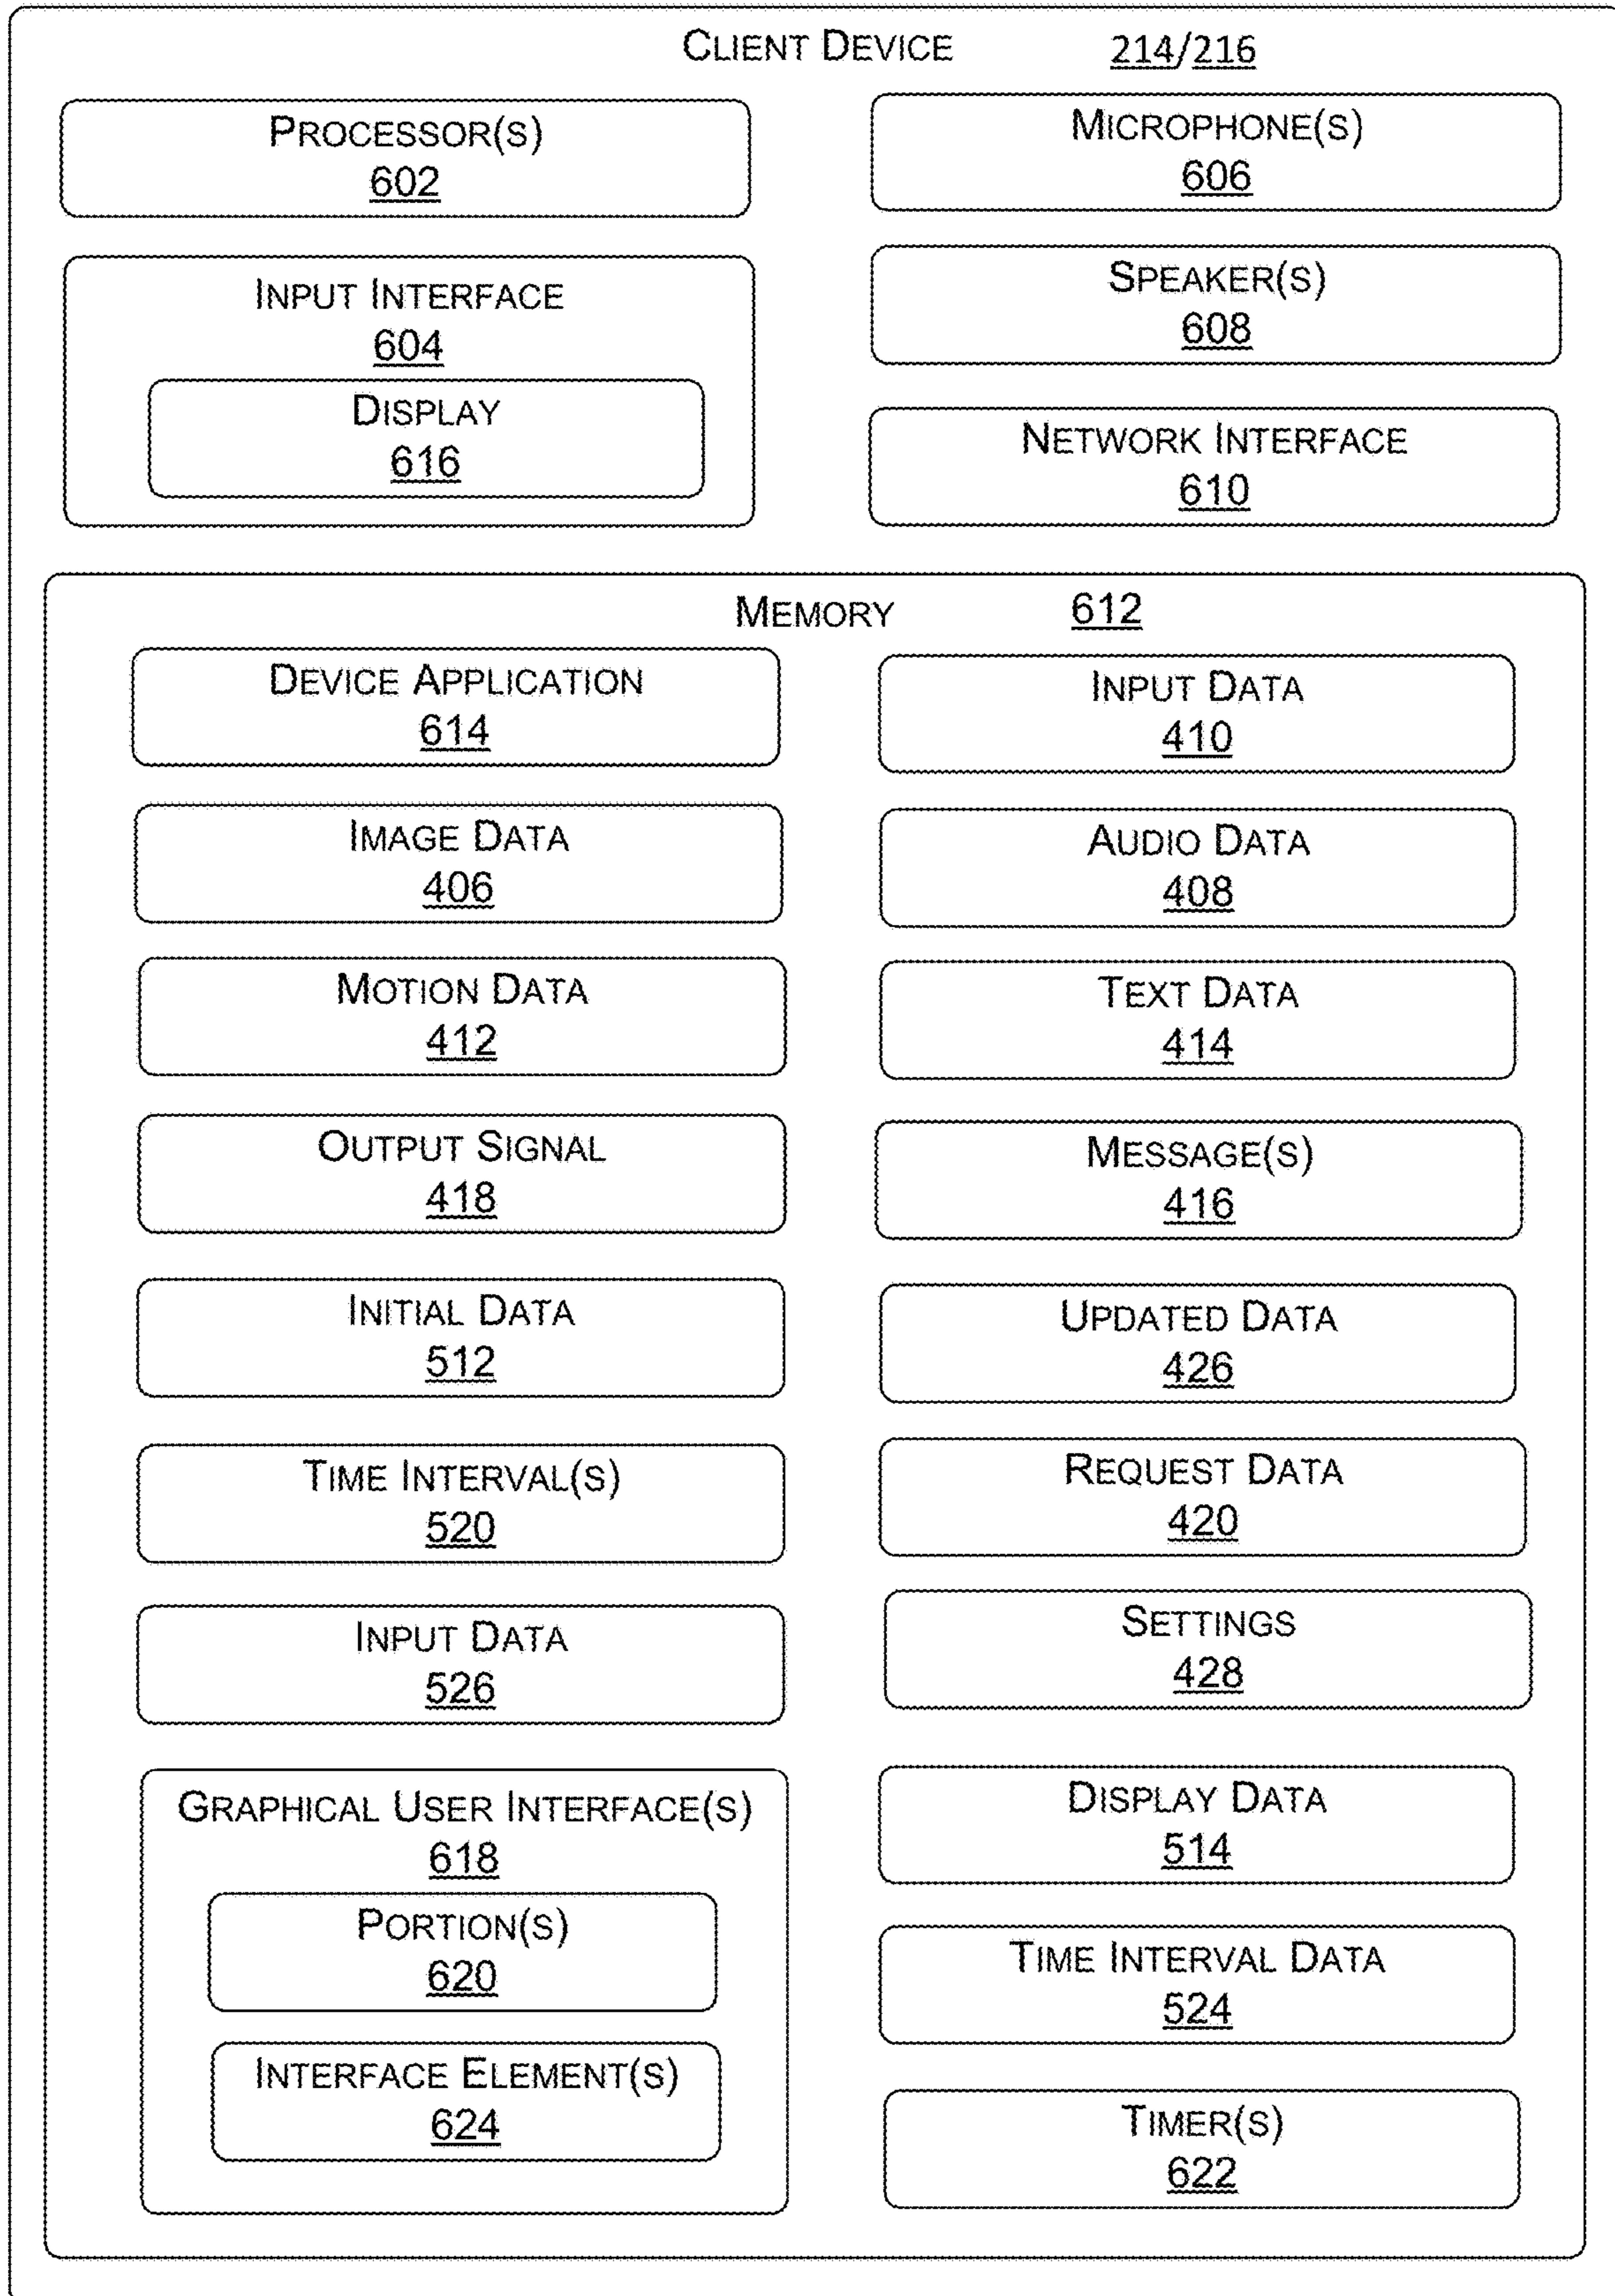 CLIENT DEVICE 214/216
PROCESSOR(S)
602
MICROPHONE(S)
606
INPUT INTERFACE
604
DISPLAY
616
SPEAKER(S)
608
NETWORK INTERFACE
610
MEMORY 612
DEVICE APPLICATION
614
INPUT DATA
410
IMAGE DATA
406
AUDIO DATA
408
MOTION DATA
412
TEXT DATA
414
OUTPUT SIGNAL
418
MESSAGE(S)
416
INITIAL DATA
512
UPDATED DATA
426
TIME INTERVAL(S)
520
REQUEST DATA
420
INPUT DATA
526
SETTINGS
428
GRAPHICAL USER INTERFACE(S)
618
PORTION(S)
620
INTERFACE ELEMENT(S)
624
DISPLAY DATA
514
TIME INTERVAL DATA
524
TIMER(S)
622